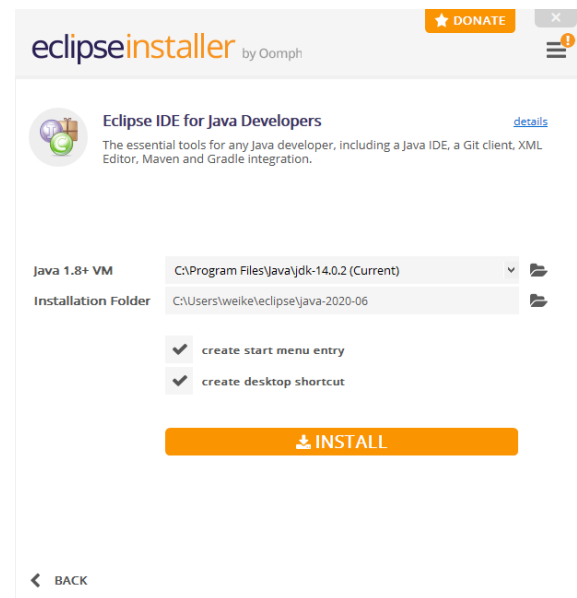 DONATE
eclipseinstaller by Oomph
Eclipse IDE for Java Developers
details
The essential tools for any Java developer, including a Java IDE, a Git client, XML
Editor, Maven and Gradle integration.
Java 1.8+ VM
C:\Program Files\Java\jdk-14.0.2 (Current)
Installation Folder
C:\Users\weike\eclipse\java-2020-06
create start menu entry
create desktop shortcut
INSTALL
BACK